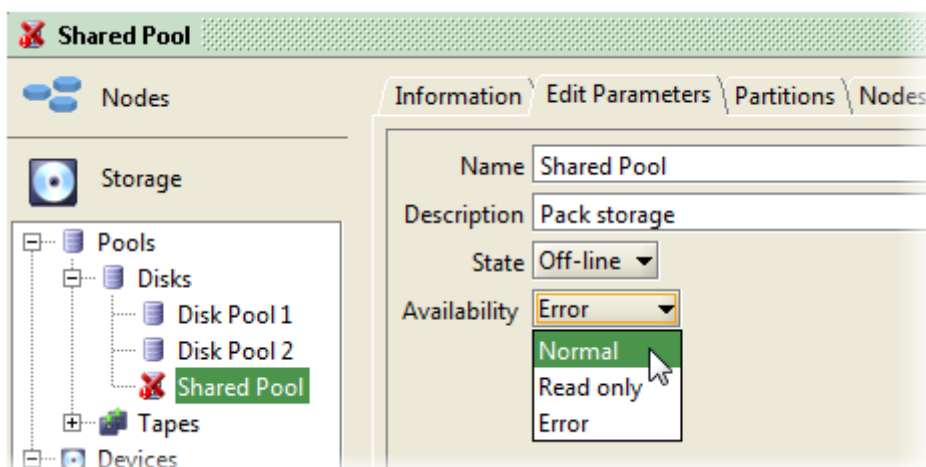 Shared Pool
Nodes
Storage
Pools
Disks
Disk Pool 1
Disk Pool 2
Shared Pool
Tapes
Devices
Information Edit Parameters Partitions Nodes
Name Shared Pool
Description Pack storage
State Off-line
Availability Error
Normal
Read only
Error